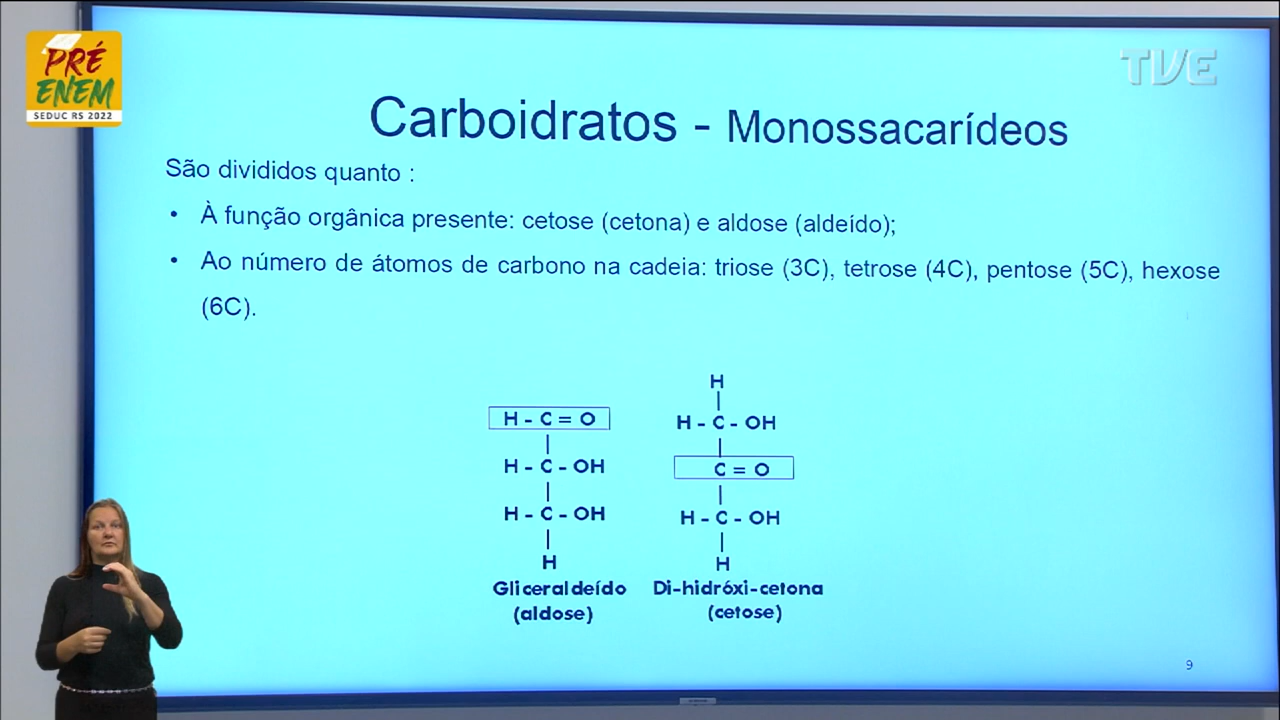 PRÉ
ENEM
SEDUC RS 2022
TVE
Carboidratos - Monossacarídeos
São divididos quanto :
• À função orgânica presente: cetose (cetona) e aldose (aldeído);
• Ao número de átomos de carbono na cadeia: triose (3C), tetrose (4C), pentose (5C), hexose
(6C).
H - C = O
H - C - OH
H - C - OH
H
Gliceraldeído
(aldose)
H
H - C - OH
C = O
H - C - OH
H
Di-hidróxi-cetona
(cetose)
9